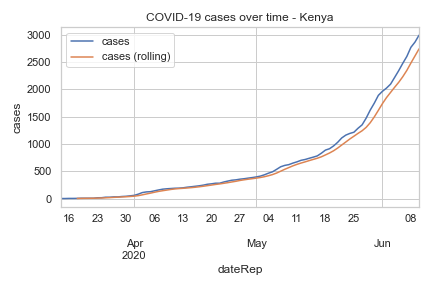 COVID-19 cases over time - Kenya
cases
cases (rolling)
3000
2500
2000
1500
1000
500
0
cases
16 23 30 06 13 20 27 04 11 18 25 08
Apr May Jun
2020
dateRep